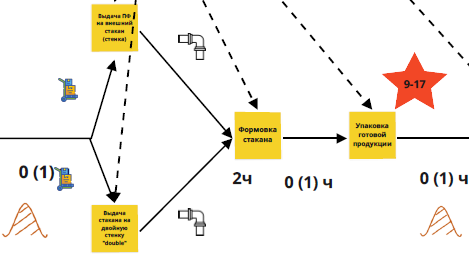 Выдача ПФ
на внешний
стакан
(стенка)
9-17
Формовка
стакана
Упаковка
готовой
продукции
0 (1)
2ч
0 (1) ч
0 (1) ч
Выдача
стакана на
двойную
стенку
"double"